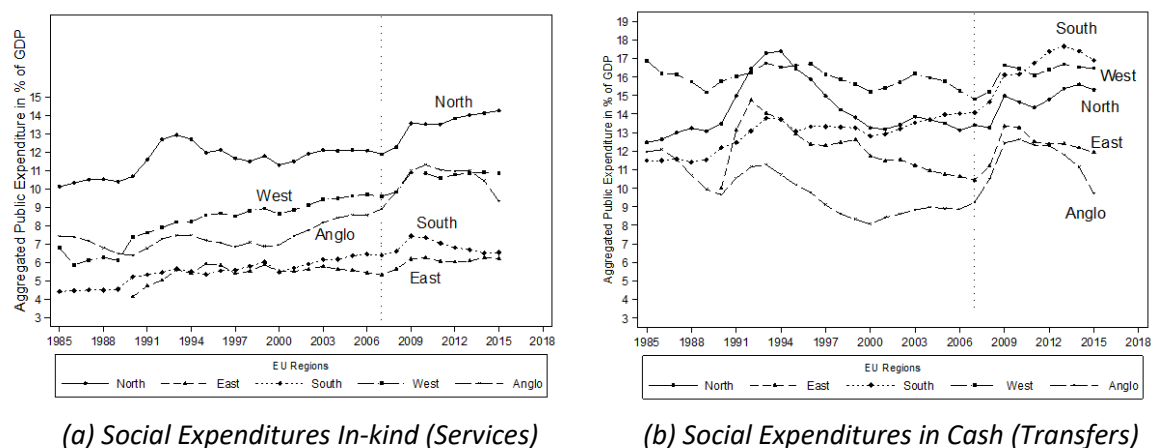 Aggregated Public Expenditure in % of GDP
15
14
13
12
11
10
9
8
7
6
5
4
3
North
West
Anglo
South
East
1985 1988 1991 1994 1997 2000 2003 2006 2009 2012 2015 2018
EU Regions
North East South West Anglo
(a) Social Expenditures In-kind (Services)
Aggregated Public Expenditure in % of GDP
19
18
17
16
15
14
13
12
11
10
9
8
7
6
5
4
3
South
West
North
East
Anglo
1985 1988 1991 1994 1997 2000 2003 2006 2009 2012 2015 2018
EU Regions
North East South West Anglo
(b) Social Expenditures in Cash (Transfers)